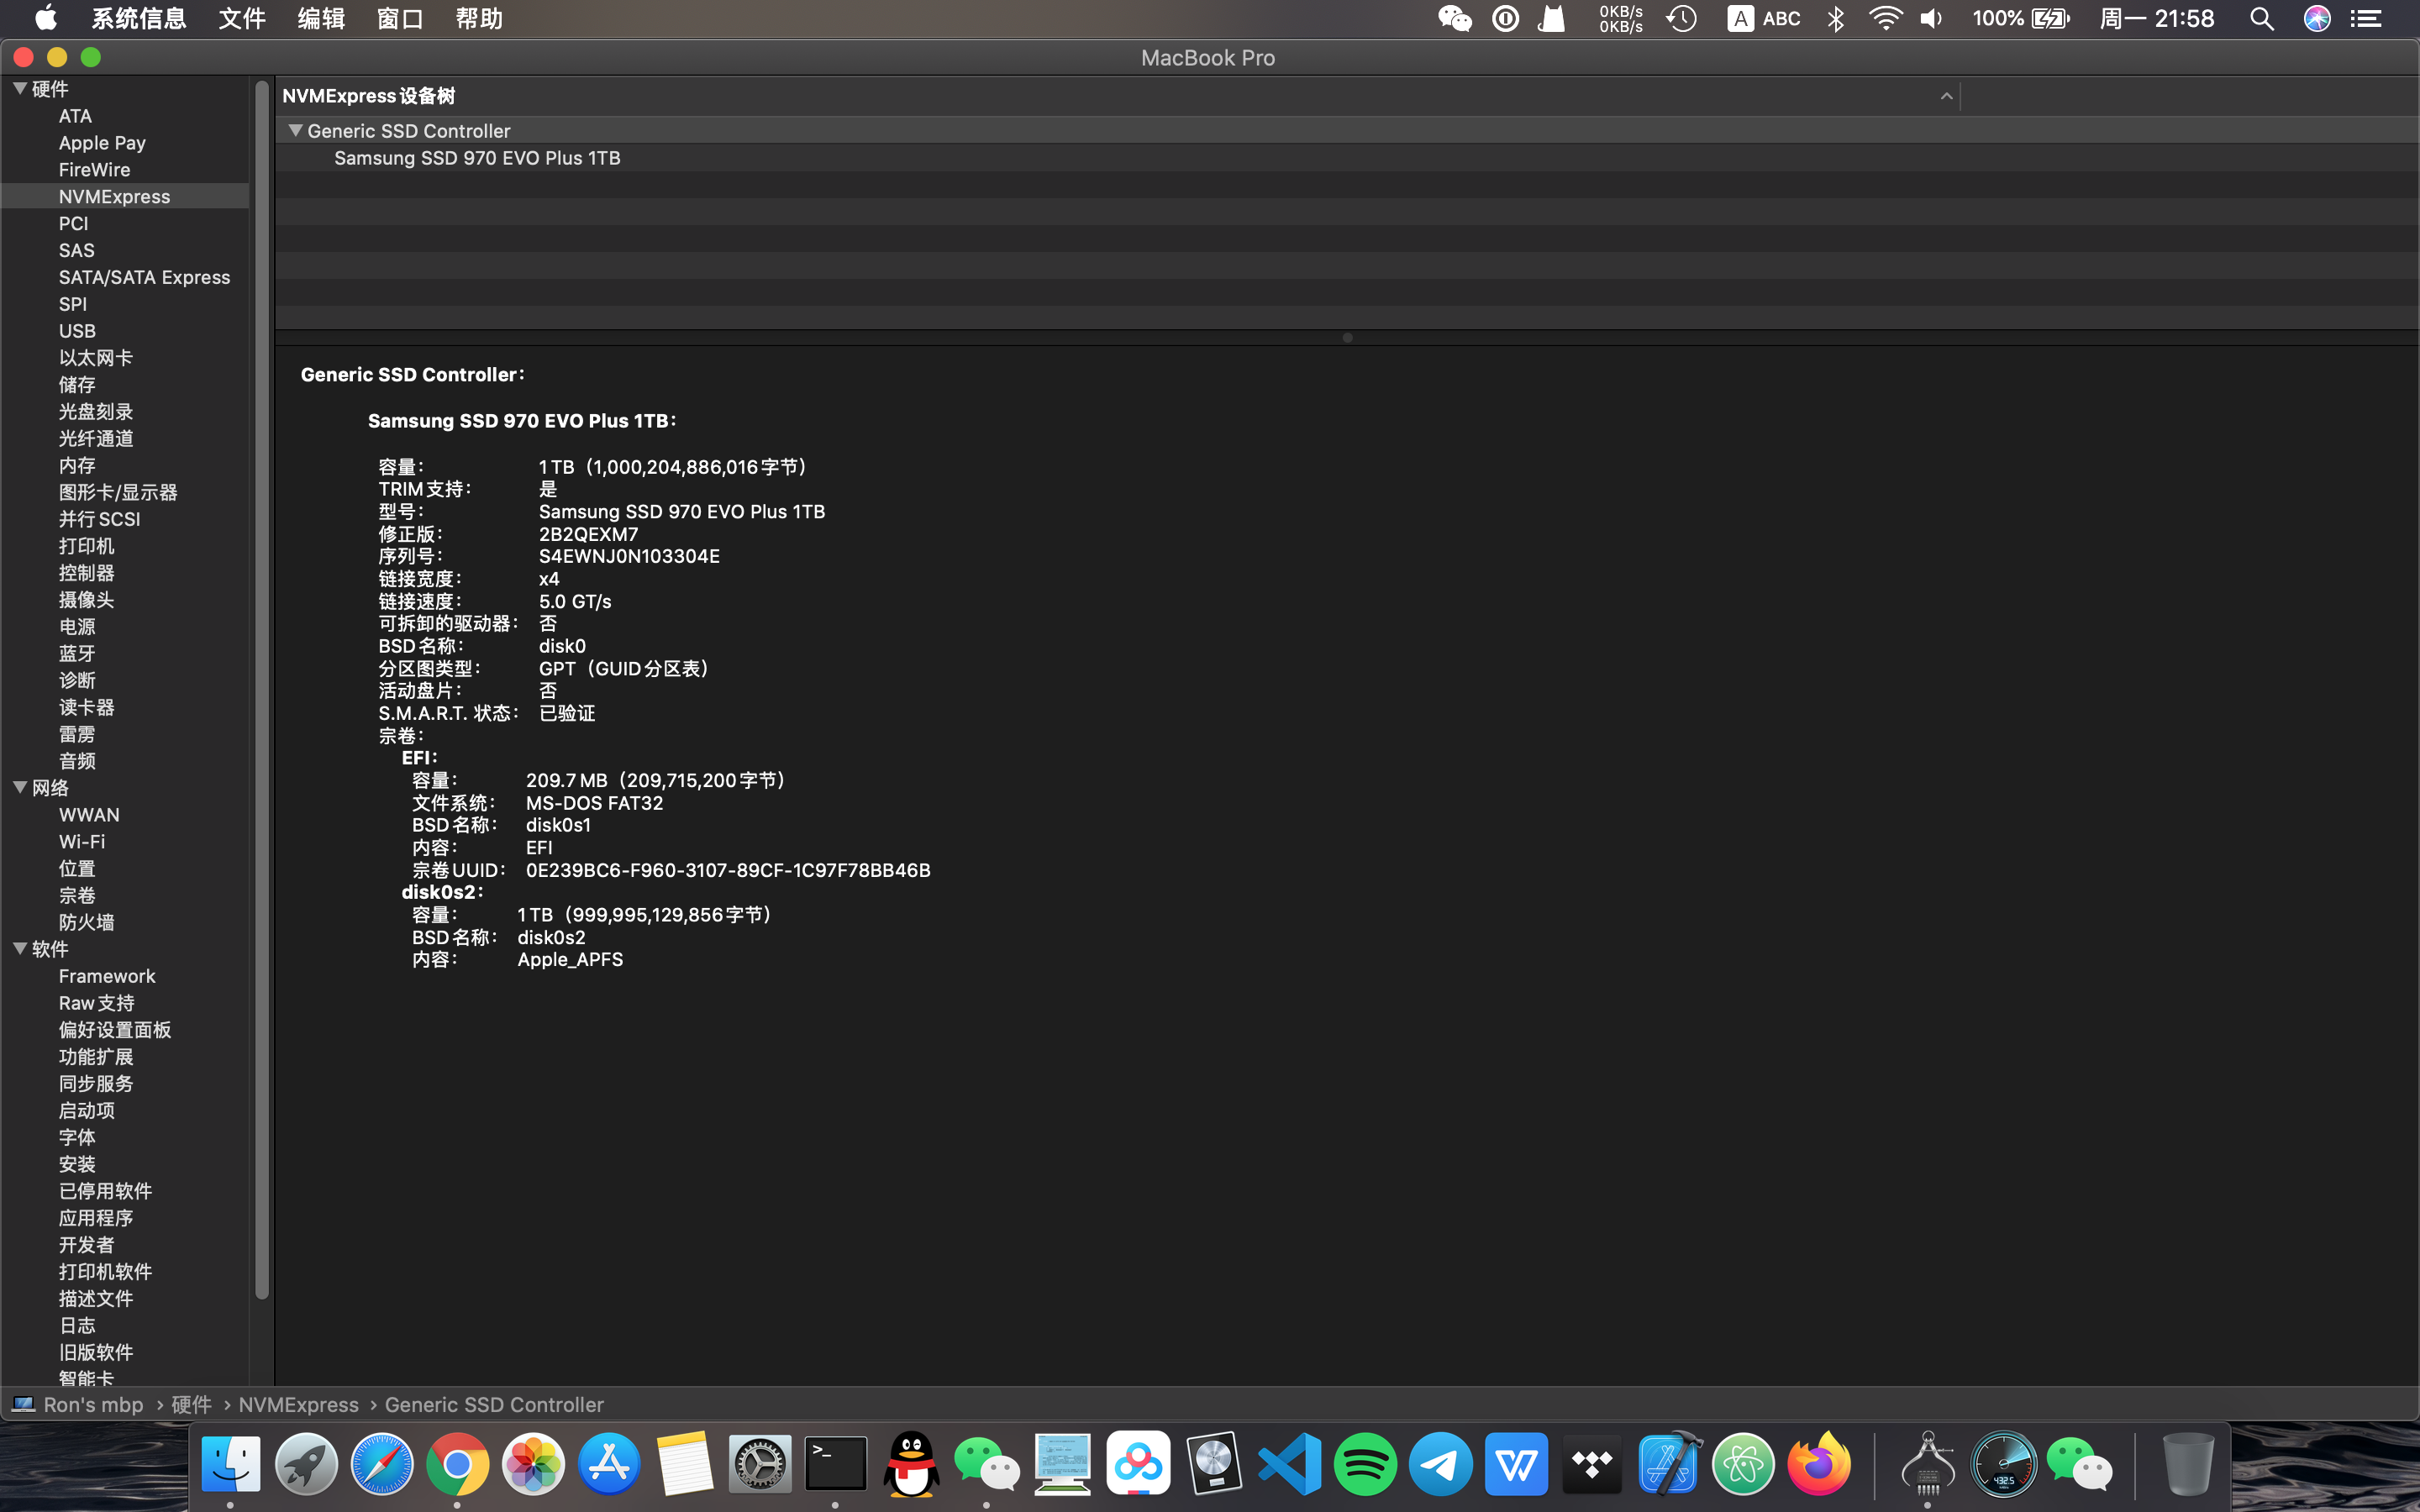 系统信息 文件 编辑 窗口 帮助 0KB/s 0KB/s A ABC 100% 周一 21:58
MacBook Pro
硬件
ATA
Apple Pay
FireWire
NVMExpress
PCI
SAS
SATA/SATA Express
SPI
USB
以太网卡
储存
光盘刻录
光纤通道
内存
图形卡/显示器
并行 SCSI
打印机
控制器
摄像头
电源
蓝牙
诊断
读卡器
雷雳
音频
网络
WWAN
Wi-Fi
位置
宗卷
防火墙
软件
Framework
Raw 支持
偏好设置面板
功能扩展
同步服务
启动项
字体
安装
已停用软件
应用程序
开发者
打印机软件
描述文件
日志
旧版软件
智能卡
NVMExpress 设备树
Generic SSD Controller
Samsung SSD 970 EVO Plus 1TB
Generic SSD Controller：
Samsung SSD 970 EVO Plus 1TB：
容量： 1 TB（1,000,204,886,016字节）
TRIM 支持： 是
型号： Samsung SSD 970 EVO Plus 1TB
修正版： 2B2QEXM7
序列号： S4EWNJ0N103304E
链接宽度： x4
链接速度： 5.0 GT/s
可拆卸的驱动器： 否
BSD 名称： disk0
分区图类型： GPT（GUID 分区表）
活动盘片： 否
S.M.A.R.T. 状态： 已验证
宗卷：
EFI：
容量： 209.7 MB（209,715,200字节）
文件系统： MS-DOS FAT32
BSD 名称： disk0s1
内容： EFI
宗卷 UUID： 0E239BC6-F960-3107-89CF-1C97F78BB46B
disk0s2：
容量： 1 TB（999,995,129,856字节）
BSD 名称： disk0s2
内容： Apple_APFS
Ron's mbp › 硬件 › NVMExpress › Generic SSD Controller
>_
W
432.5